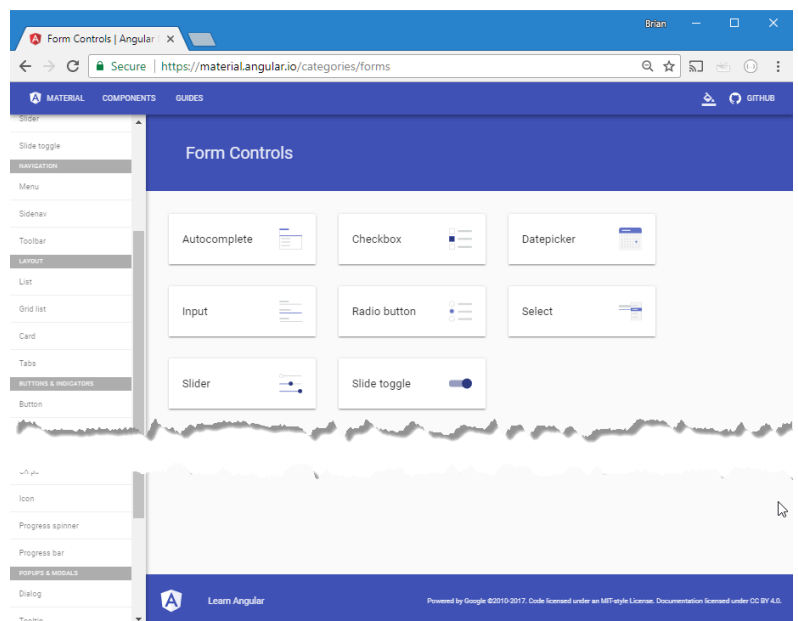 Brian
Form Controls | Angular
Secure | https://material.angular.io/categories/forms
MATERIAL COMPONENTS GUIDES GITHUB
Slider
Slide toggle
NAVIGATION
Menu
Sidenav
Toolbar
LAYOUT
List
Grid list
Card
Tabs
BUTTONS & INDICATORS
Button
Form Controls
Autocomplete
Checkbox
Datepicker
Input
Radio button
Select
Slider
Slide toggle
Icon
Progress spinner
Progress bar
POPUPS & MODALS
Dialog
Tooltip
Learn Angular
Powered by Google ©2010-2017. Code licensed under an MIT-style License. Documentation licensed under CC BY 4.0.